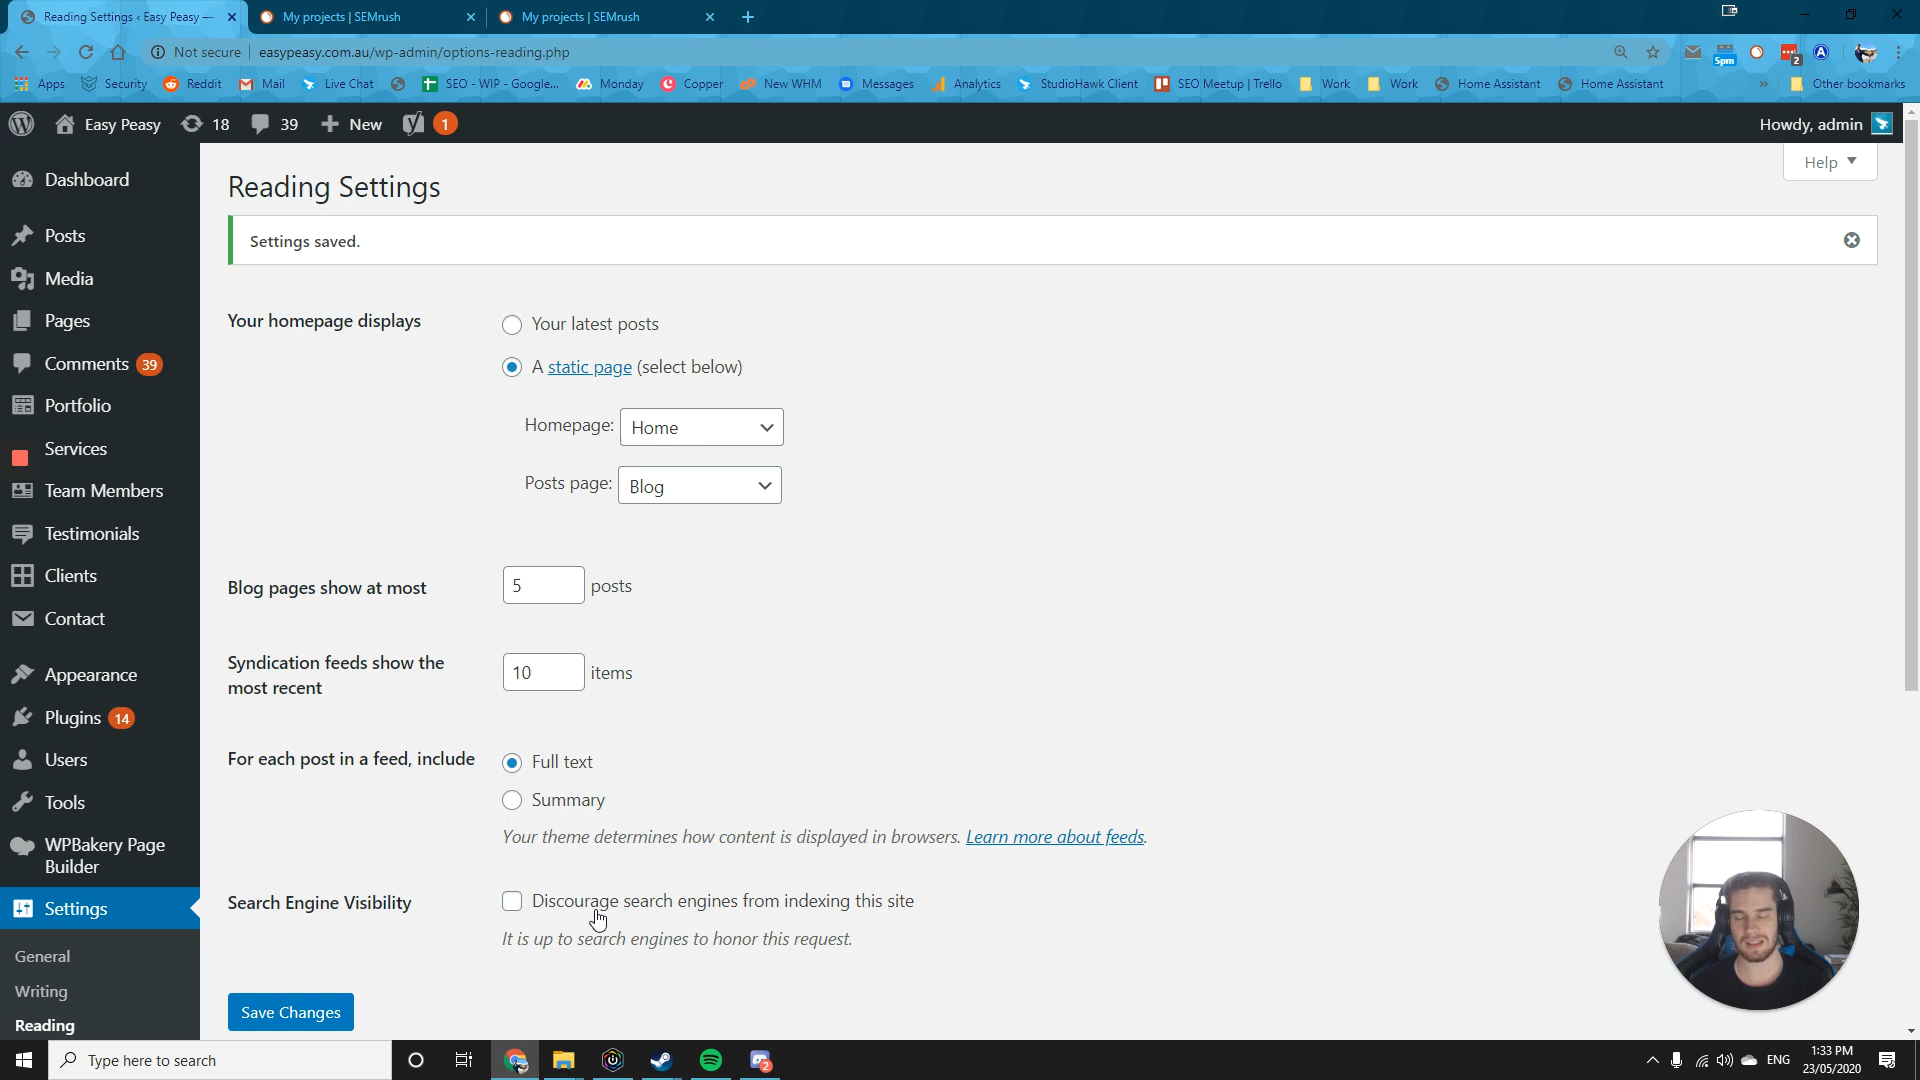 Reading Settings ‹ Easy Peasy —
My projects | SEMrush
My projects | SEMrush
Not secure easypeasy.com.au/wp-admin/options-reading.php
5pm
2
Apps Security Reddit Mail Live Chat SEO - WIP - Google... Monday Copper New WHM Messages Analytics StudioHawk Client SEO Meetup | Trello Work Work Home Assistant Home Assistant » Other bookmarks
Easy Peasy 18 39 New 1 Howdy, admin
Help
Dashboard
Posts
Media
Pages
Comments 39
Portfolio
Services
Team Members
Testimonials
Clients
Contact
Appearance
Plugins 14
Users
Tools
WPBakery Page
Builder
Settings
General
Writing
Reading
Reading Settings
Settings saved.
Your homepage displays
Your latest posts
A static page (select below)
Homepage: Home
Posts page: Blog
Blog pages show at most 5 posts
Syndication feeds show the
most recent
10 items
For each post in a feed, include
Full text
Summary
Your theme determines how content is displayed in browsers. Learn more about feeds.
Search Engine Visibility
Discourage search engines from indexing this site
It is up to search engines to honor this request.
Save Changes
Type here to search
2
ENG
1:33 PM
23/05/2020